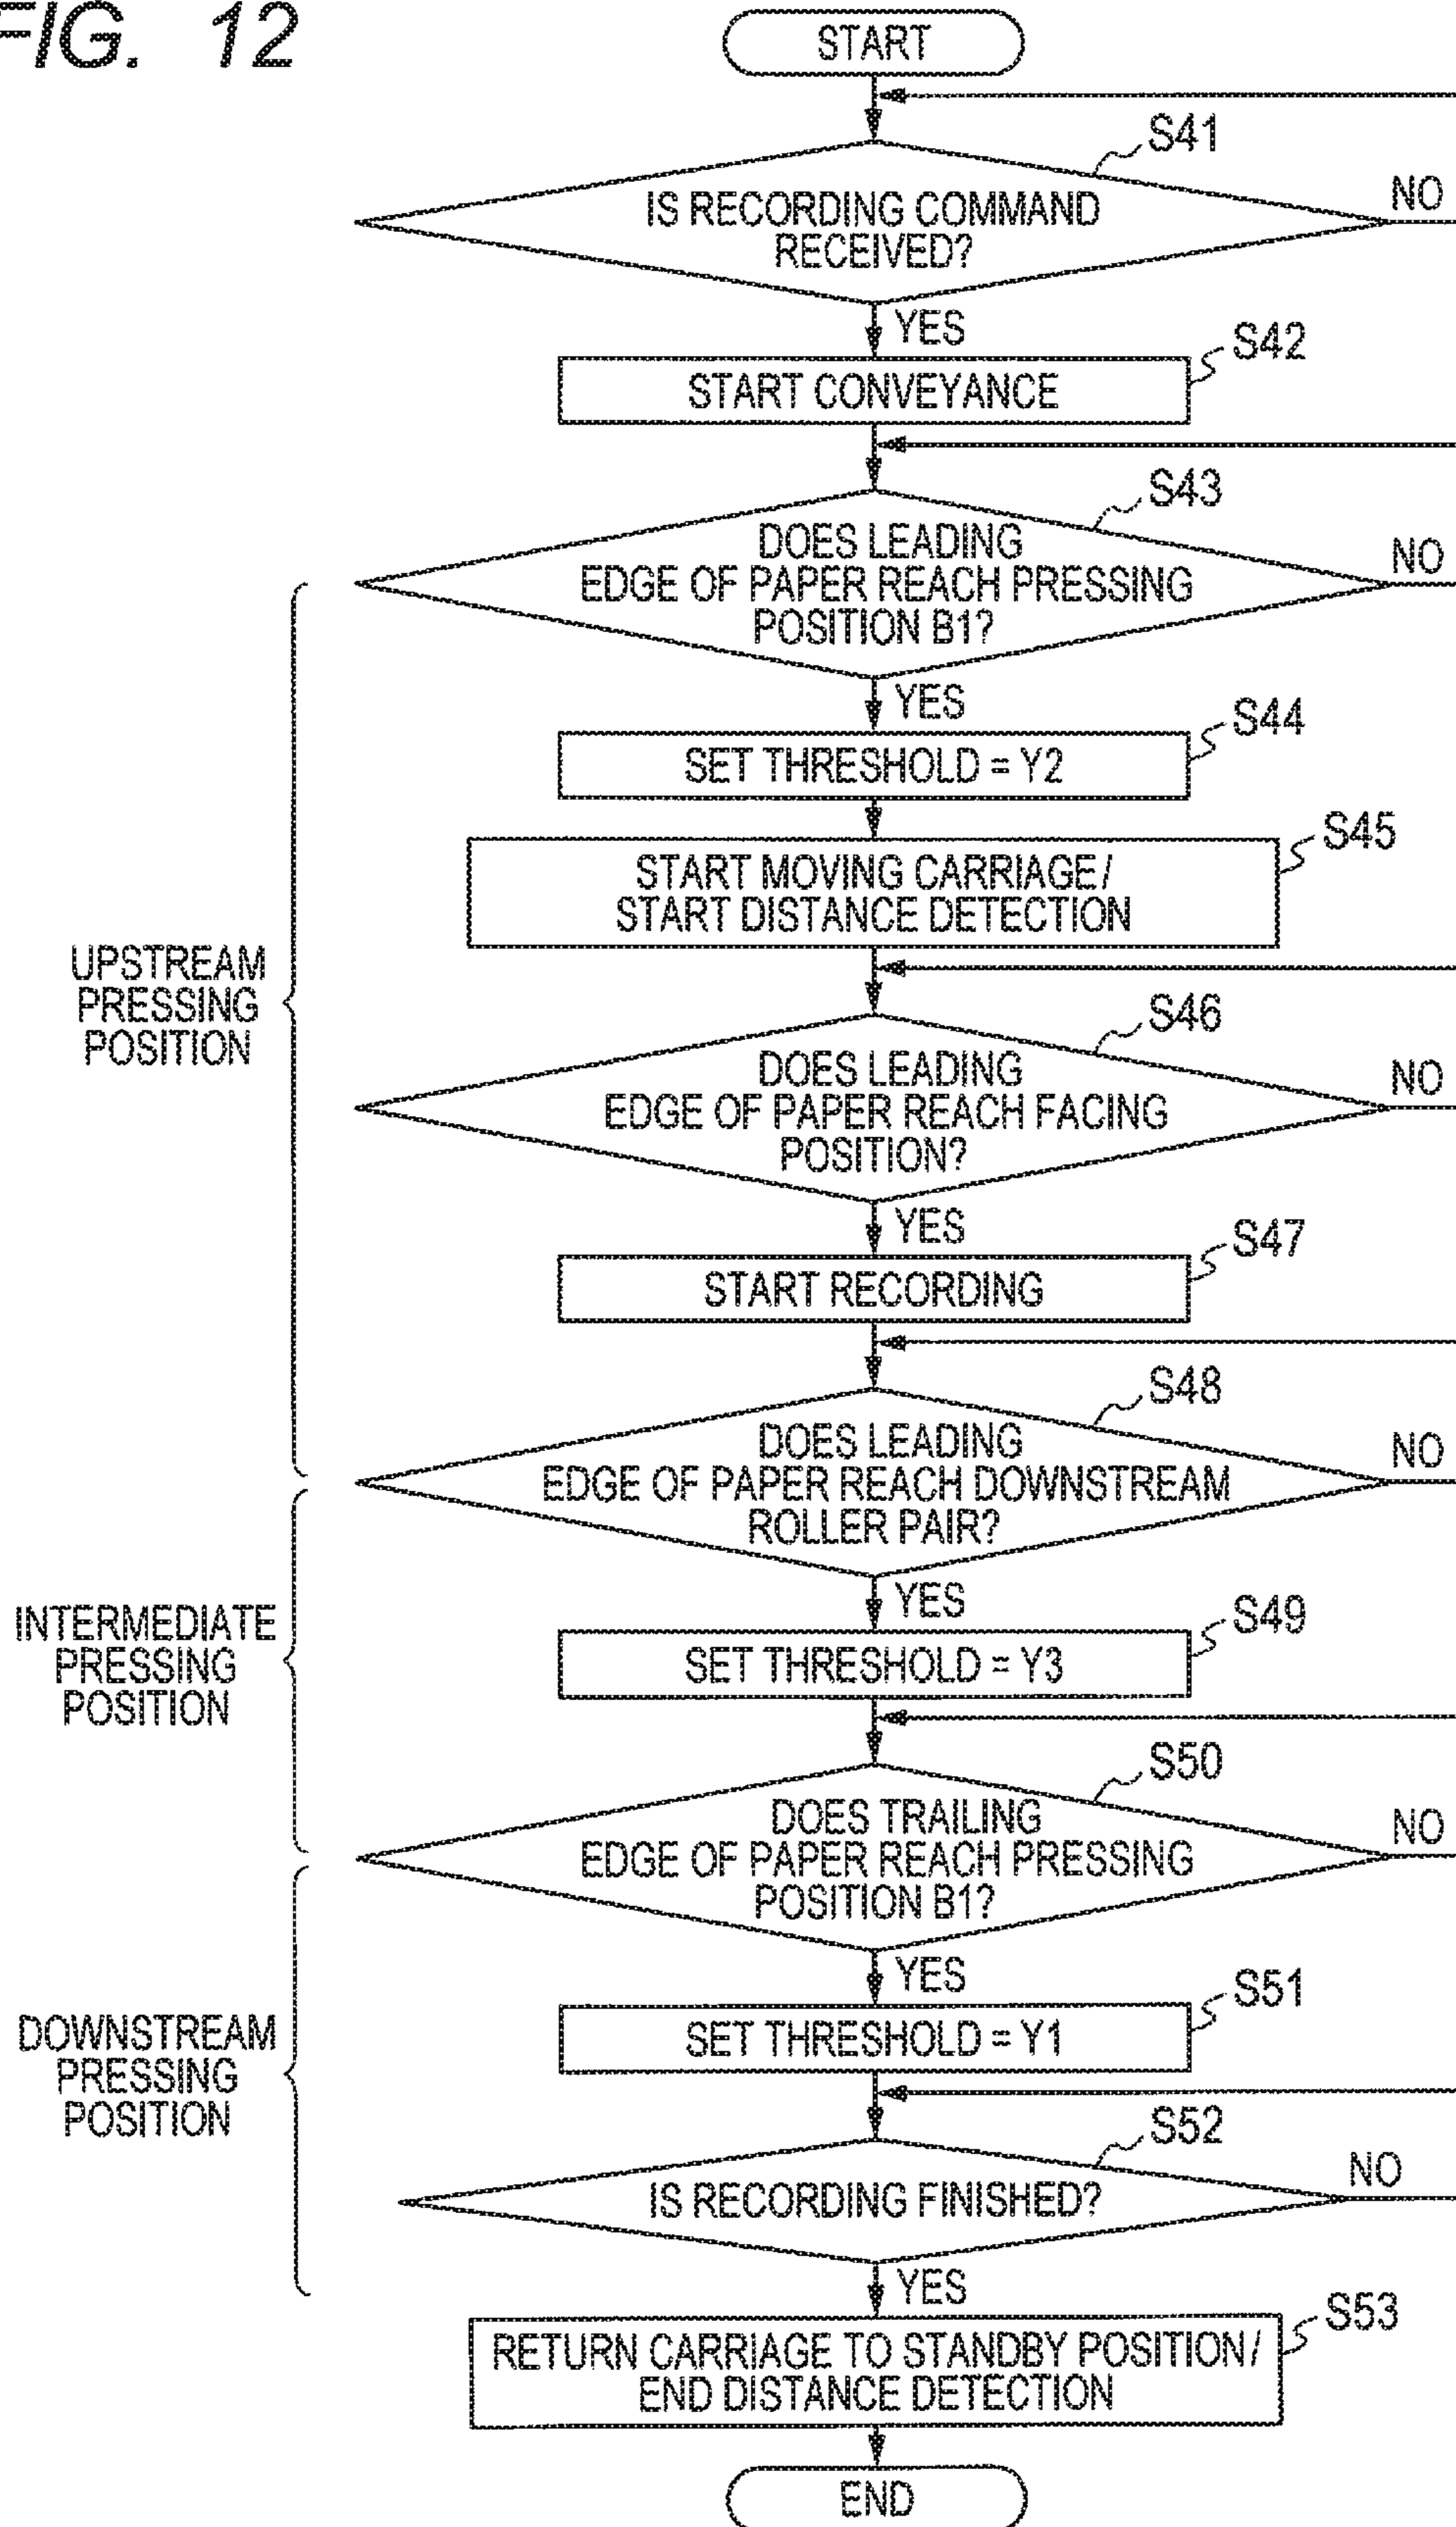 FIG. 12
START
S41
IS RECORDING COMMAND
RECEIVED?
NO
YES
S42
START CONVEYANCE
S43
DOES LEADING
EDGE OF PAPER REACH PRESSING
POSITION B1?
NO
YES
S44
SET THRESHOLD = Y2
S45
START MOVING CARRIAGE/
START DISTANCE DETECTION
UPSTREAM
PRESSING
POSITION
S46
DOES LEADING
EDGE OF PAPER REACH FACING
POSITION?
NO
YES
S47
START RECORDING
S48
DOES LEADING
EDGE OF PAPER REACH DOWNSTREAM
ROLLER PAIR?
NO
YES
S49
SET THRESHOLD = Y3
INTERMEDIATE
PRESSING
POSITION
S50
DOES TRAILING
EDGE OF PAPER REACH PRESSING
POSITION B1?
NO
YES
S51
SET THRESHOLD = Y1
DOWNSTREAM
PRESSING
POSITION
S52
IS RECORDING FINISHED?
NO
YES
S53
RETURN CARRIAGE TO STANDBY POSITION/
END DISTANCE DETECTION
END